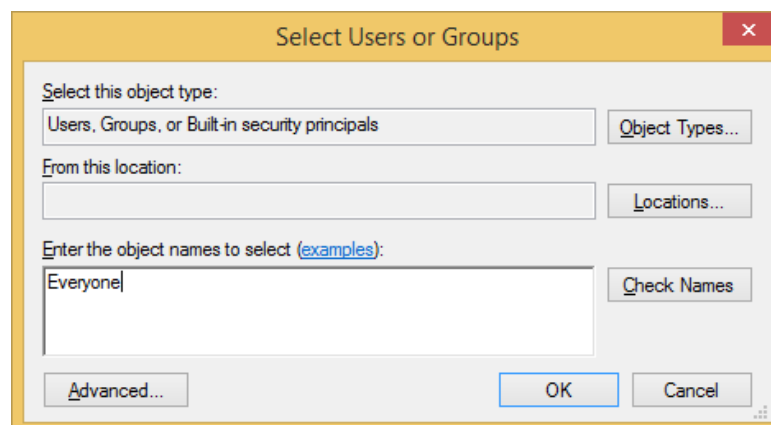 Select Users or Groups
Select this object type:
Users, Groups, or Built-in security principals
Object Types...
From this location:
Locations...
Enter the object names to select (examples):
Everyone
Check Names
Advanced...
OK
Cancel